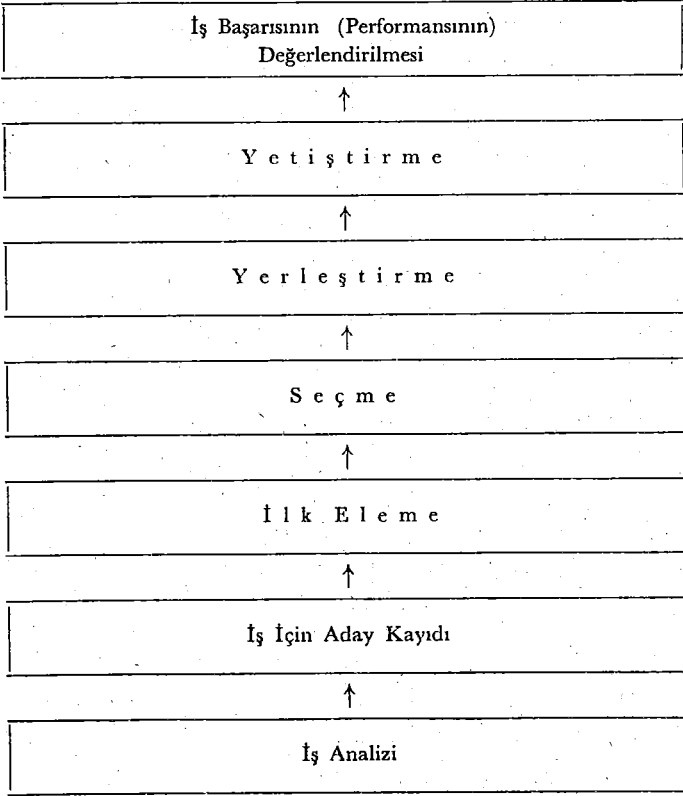 İş Başarısının (Performansının)
Değerlendirilmesi
↑
Yetiştirme
↑
Yerleştirme
↑
Seçme
↑
İlk Eleme
↑
İş İçin Aday Kayıdı
↑
İş Analizi